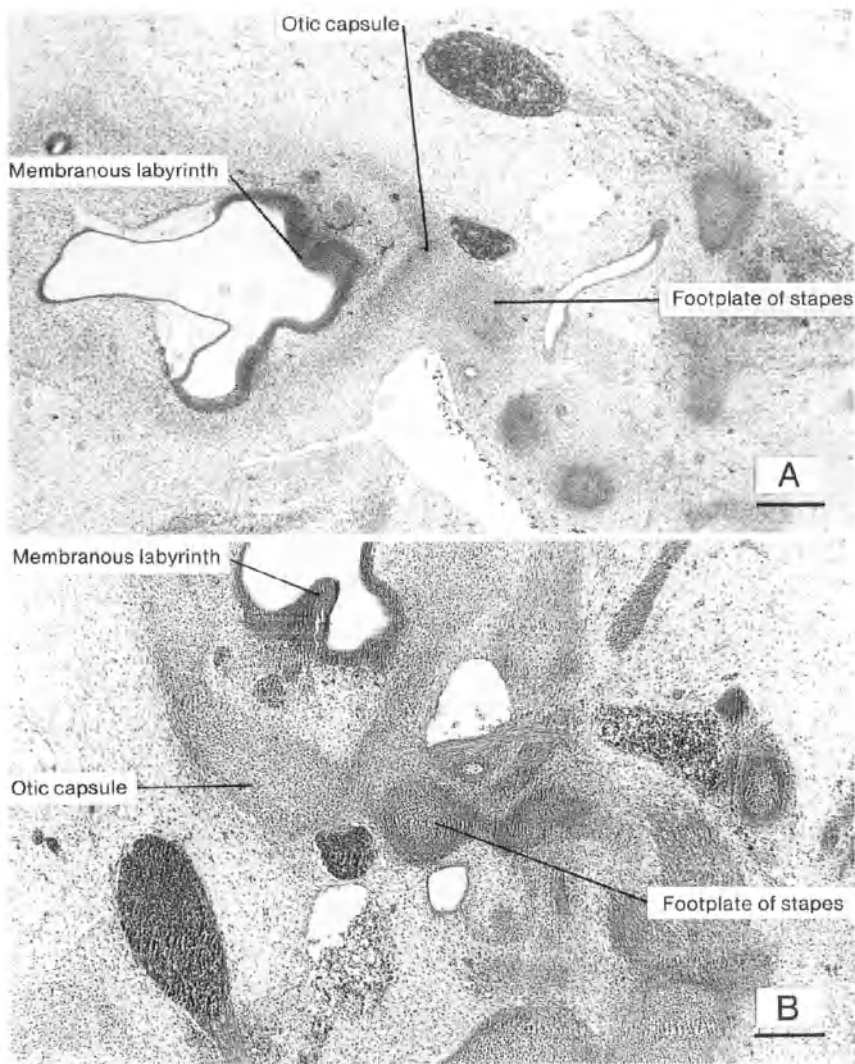 Otic capsule
Membranous labyrinth
Footplate of stapes
A
Membranous labyrinth
Otic capsule
Footplate of stapes
B